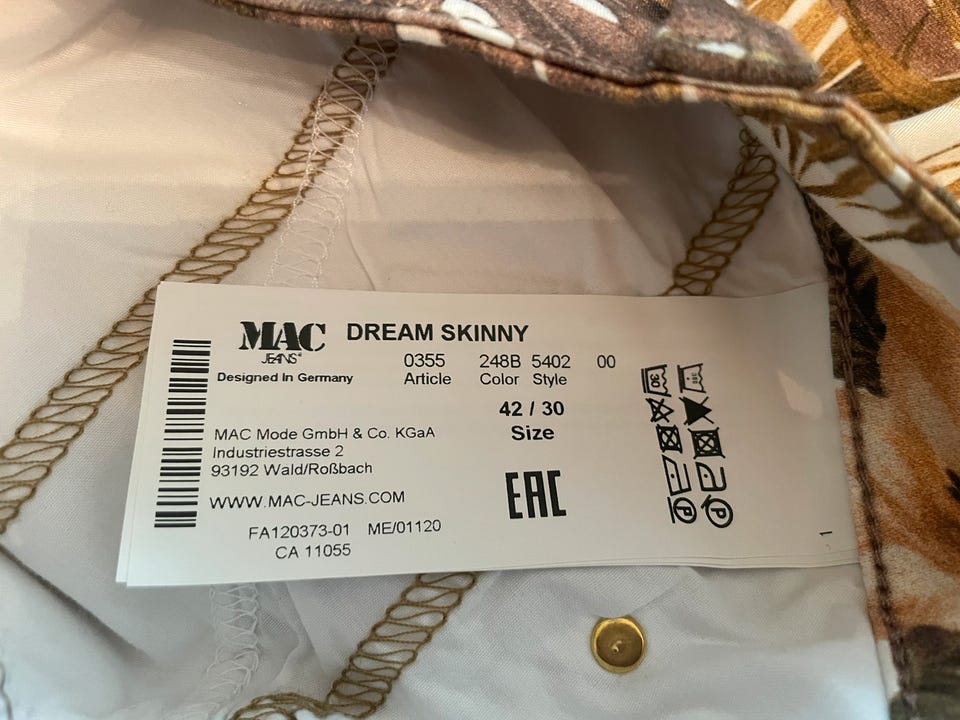 MAC DREAM SKINNY
JEANS®
0355 248B 5402 00
Designed In Germany Article Color Style
42 / 30
Size
MAC Mode GmbH & Co. KGaA
Industriestrasse 2
93192 Wald/Roßbach
WWW.MAC-JEANS.COM
EAC
FA120373-01 ME/01120
CA 11055
30
P
P
1